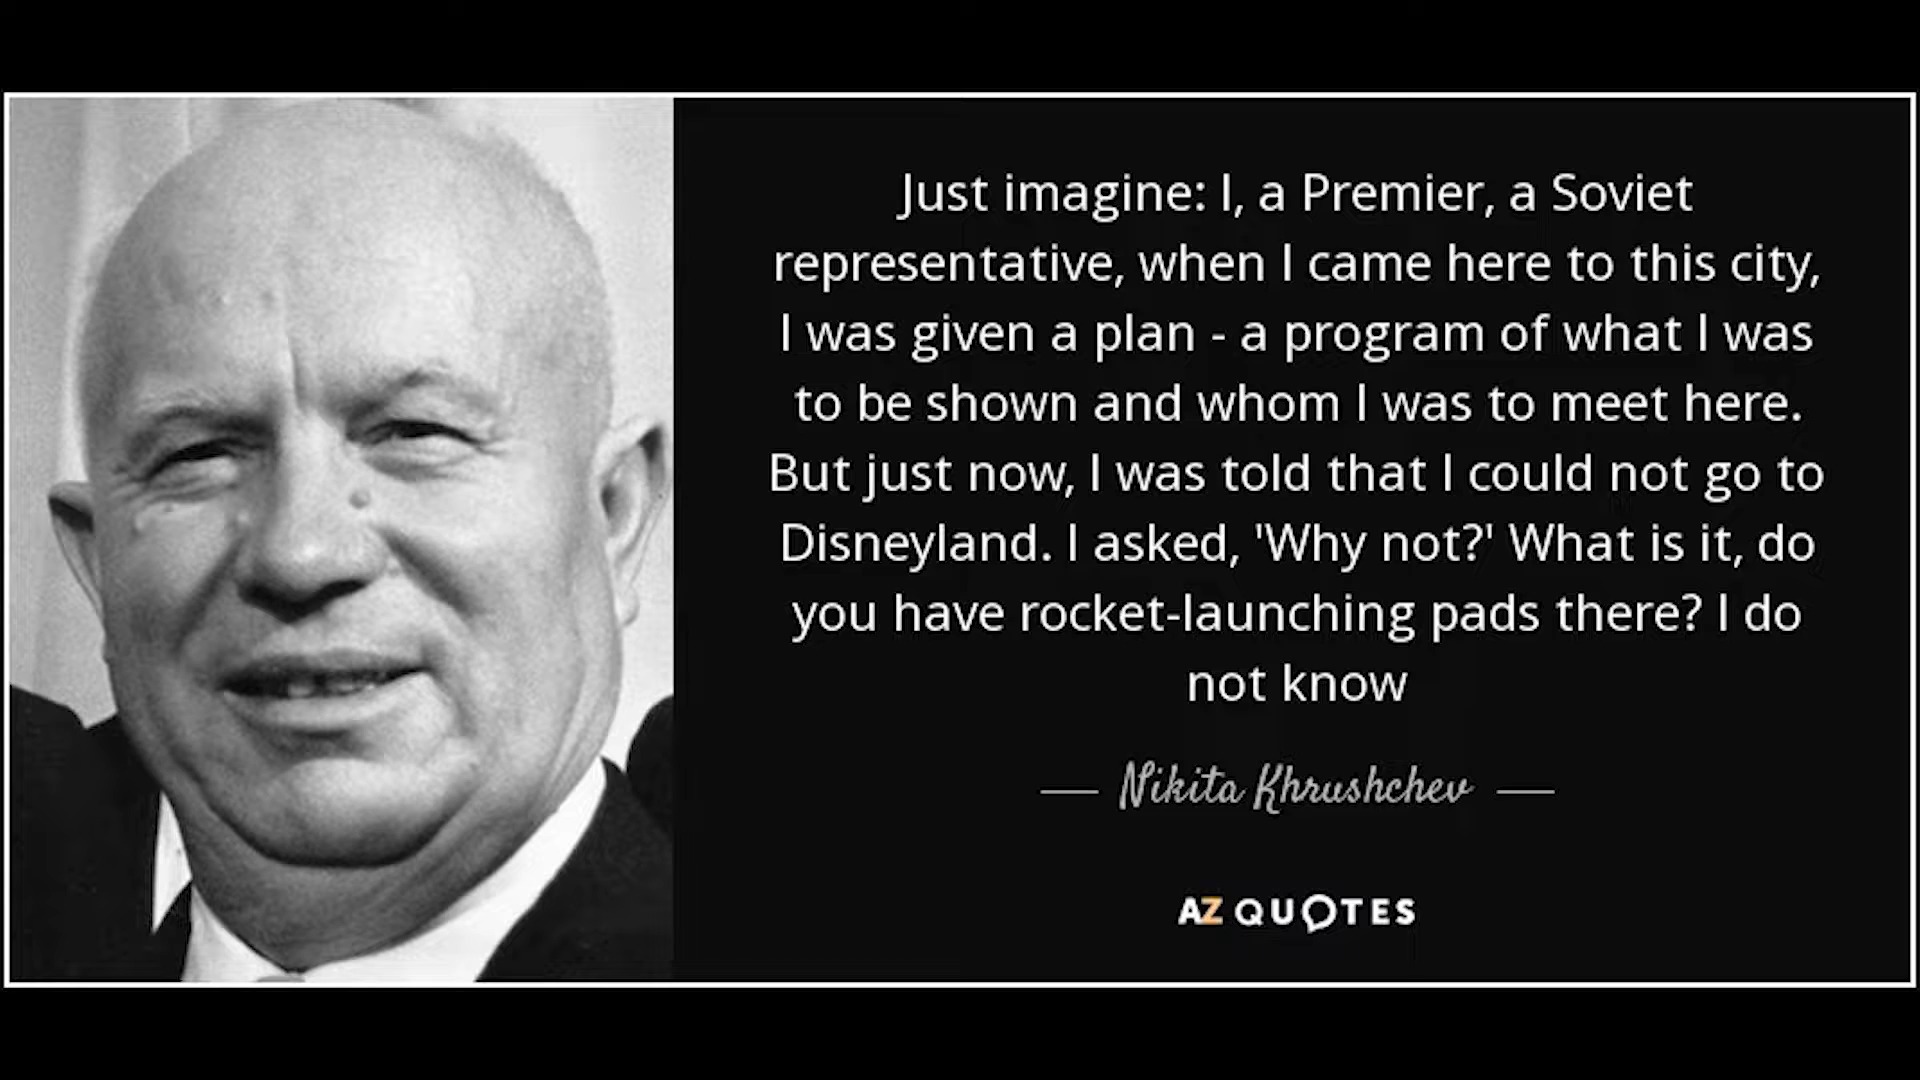 Just imagine: I, a Premier, a Soviet
representative, when I came here to this city,
I was given a plan - a program of what I was
to be shown and whom I was to meet here.
But just now, I was told that I could not go to
Disneyland. I asked, 'Why not?' What is it, do
you have rocket-launching pads there? I do
not know
Nikita Khrushchev
AZ QUOTES